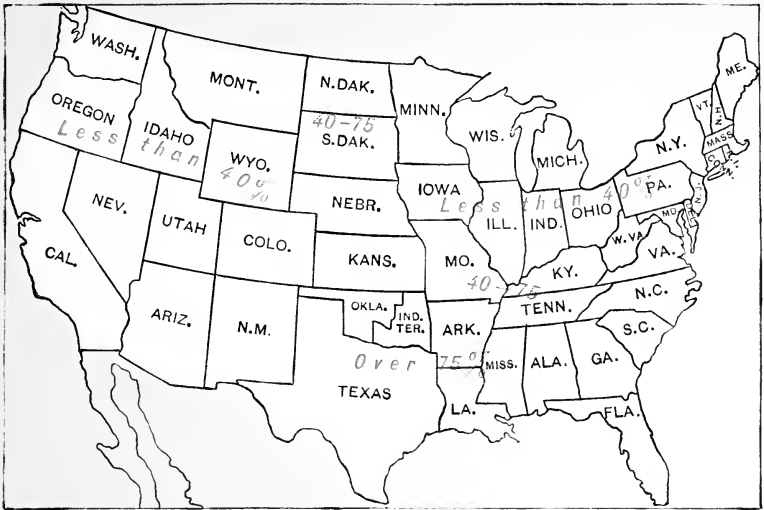 WASH.
MONT.
N.DAK.
MINN.
ME.
VT.
N.H.
OREGON
IDAHO
Less than 40%
WYO.
40-75
S.DAK.
WIS.
MICH.
N.Y.
MASS.
NEV.
UTAH
COLO.
NEBR.
IOWA
Less than 40%
ILL.
IND.
OHIO
PA.
MD.
W.VA.
VA.
CAL.
KANS.
MO.
KY.
40-75
ARIZ.
N.M.
OKLA.
IND. TER.
ARK.
TENN.
N.C.
S.C.
Over 75%
TEXAS
LA.
MISS.
ALA.
GA.
FLA.